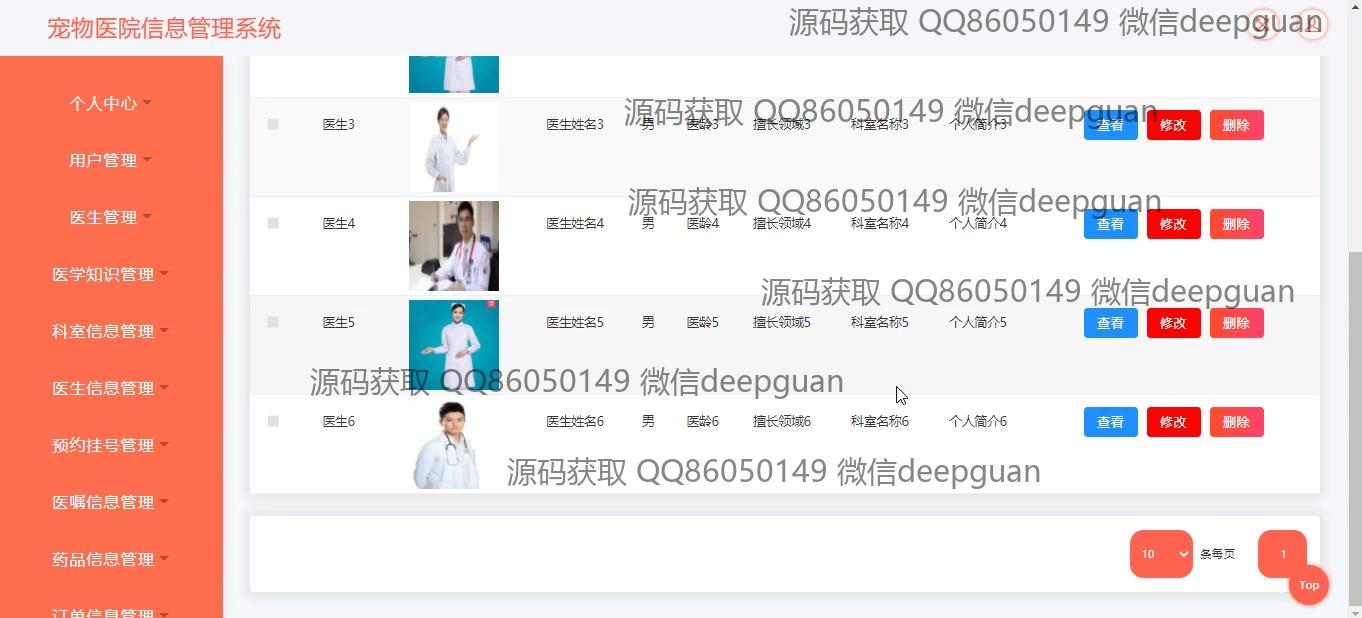 宠物医院信息管理系统
源码获取 QQ86050149 微信deepguan
个人中心
用户管理
医生管理
医学知识管理
科室信息管理
医生信息管理
预约挂号管理
医嘱信息管理
药品信息管理
订单信息管理
源码获取 QQ86050149 微信deepguan
医生3 医生姓名3 男 医龄3 擅长领域3 科室名称3 个人简介3 查看 修改 删除
源码获取 QQ86050149 微信deepguan
医生4 医生姓名4 男 医龄4 擅长领域4 科室名称4 个人简介4 查看 修改 删除
源码获取 QQ86050149 微信deepguan
医生5 医生姓名5 男 医龄5 擅长领域5 科室名称5 个人简介5 查看 修改 删除
源码获取 QQ86050149 微信deepguan
医生6 医生姓名6 男 医龄6 擅长领域6 科室名称6 个人简介6 查看 修改 删除
源码获取 QQ86050149 微信deepguan
10 条每页 1
Top